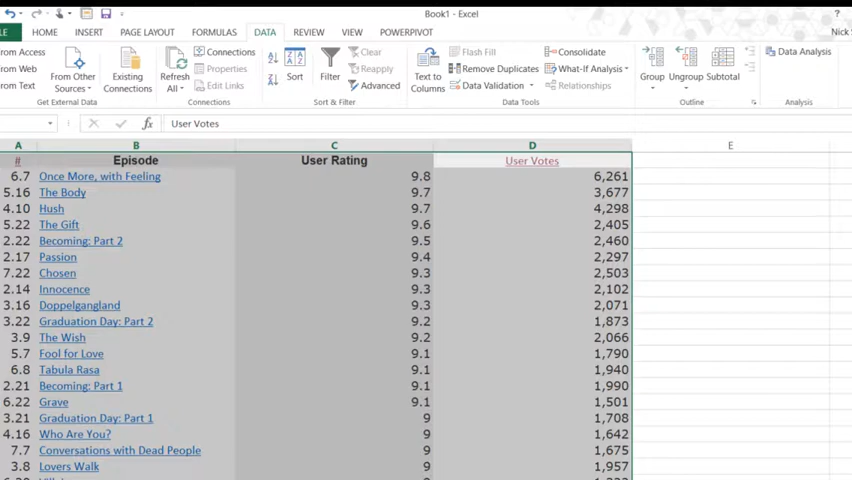 Book1 - Excel
?
LE HOME INSERT PAGE LAYOUT FORMULAS DATA REVIEW VIEW POWERPIVOT Nick
From Access
From Web
From Text
From Other
Sources
Existing
Connections
Get External Data
Refresh
All
Connections
Properties
Edit Links
Connections
Sort
Filter
Clear
Reapply
Advanced
Sort & Filter
Text to
Columns
Flash Fill
Remove Duplicates
Data Validation
Consolidate
What-If Analysis
Relationships
Data Tools
Group Ungroup Subtotal
Outline
Data Analysis
Analysis
fx User Votes
A B C D E
# Episode User Rating User Votes
6.7 Once More, with Feeling 9.8 6,261
5.16 The Body 9.7 3,677
4.10 Hush 9.7 4,298
5.22 The Gift 9.6 2,405
2.22 Becoming: Part 2 9.5 2,460
2.17 Passion 9.4 2,297
7.22 Chosen 9.3 2,503
2.14 Innocence 9.3 2,102
3.16 Doppelgangland 9.3 2,071
3.22 Graduation Day: Part 2 9.2 1,873
3.9 The Wish 9.2 2,066
5.7 Fool for Love 9.1 1,790
6.8 Tabula Rasa 9.1 1,940
2.21 Becoming: Part 1 9.1 1,990
6.22 Grave 9.1 1,501
3.21 Graduation Day: Part 1 9 1,708
4.16 Who Are You? 9 1,642
7.7 Conversations with Dead People 9 1,675
3.8 Lovers Walk 9 1,957